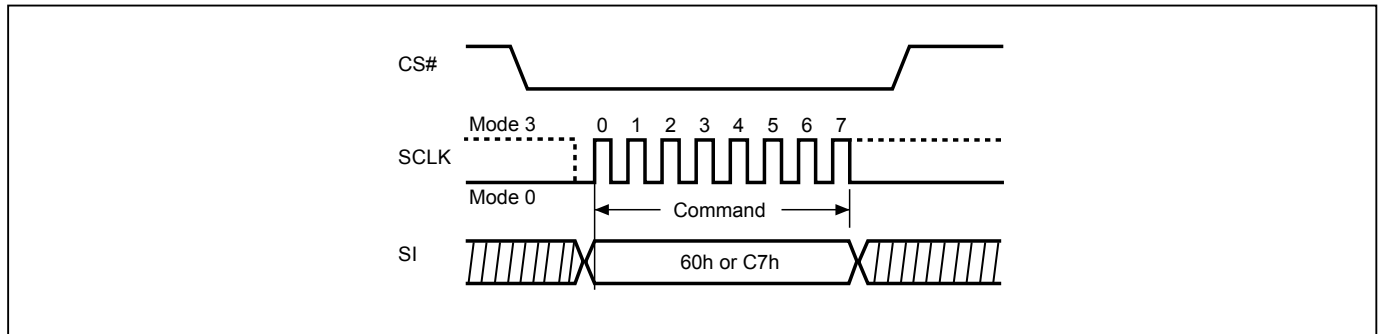 CS#
Mode 3
0 1 2 3 4 5 6 7
SCLK
Mode 0
Command
SI
60h or C7h